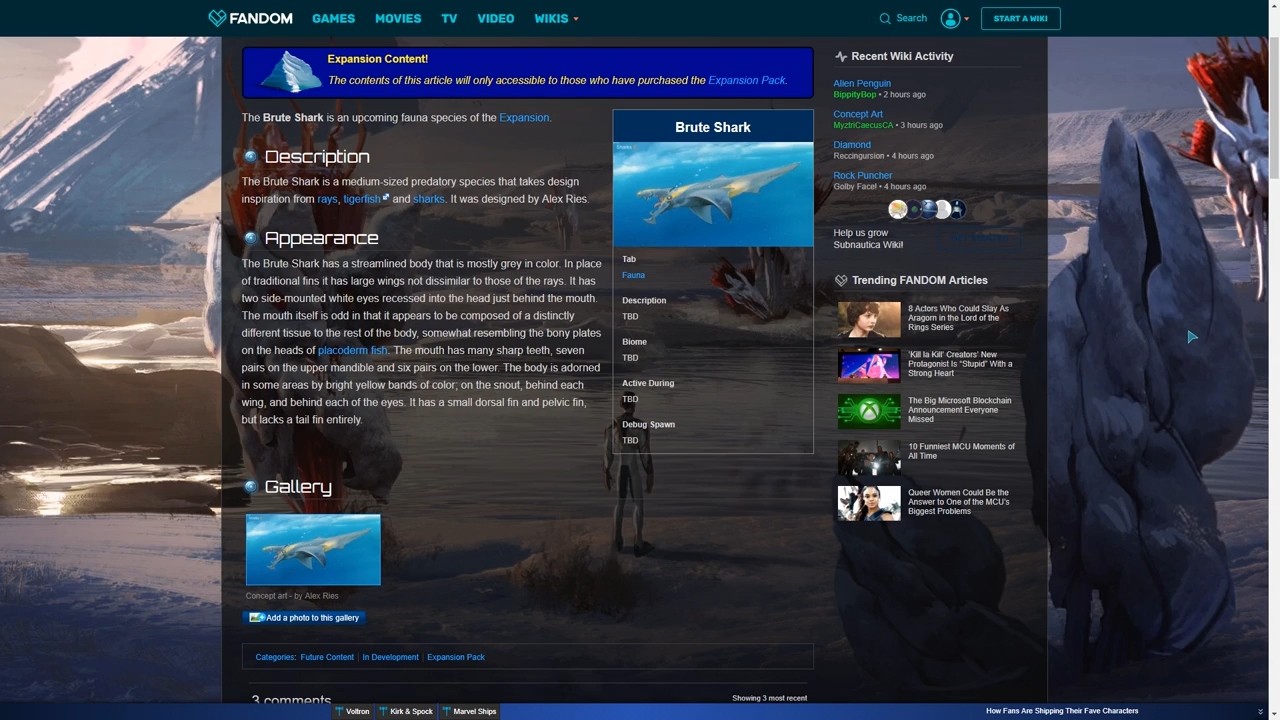 FANDOM GAMES MOVIES TV VIDEO WIKIS Search START A WIKI
Expansion Content!
The contents of this article will only accessible to those who have purchased the Expansion Pack.
The Brute Shark is an upcoming fauna species of the Expansion.
Description
The Brute Shark is a medium-sized predatory species that takes design
inspiration from rays, tigerfish and sharks. It was designed by Alex Ries.
Appearance
The Brute Shark has a streamlined body that is mostly grey in color. In place
of traditional fins it has large wings not dissimilar to those of the rays. It has
two side-mounted white eyes recessed into the head just behind the mouth.
The mouth itself is odd in that it appears to be composed of a distinctly
different tissue to the rest of the body, somewhat resembling the bony plates
on the heads of placoderm fish. The mouth has many sharp teeth, seven
pairs on the upper mandible and six pairs on the lower. The body is adorned
in some areas by bright yellow bands of color; on the snout, behind each
wing, and behind each of the eyes. It has a small dorsal fin and pelvic fin,
but lacks a tail fin entirely.
Brute Shark
Tab
Fauna
Description
TBD
Biome
TBD
Active During
TBD
Debug Spawn
TBD
Gallery
Concept art - by Alex Ries
Add a photo to this gallery
Categories: Future Content In Development Expansion Pack
3 comments
Showing 3 most recent
Recent Wiki Activity
Alien Penguin
BippityBop • 2 hours ago
Concept Art
MyztriCaecusCA • 3 hours ago
Diamond
Reccingursion • 4 hours ago
Rock Puncher
Golby Face! • 4 hours ago
Help us grow
Subnautica Wiki!
Trending FANDOM Articles
8 Actors Who Could Slay As
Aragorn in the Lord of the
Rings Series
'Kill la Kill' Creators' New
Protagonist Is "Stupid" With a
Strong Heart
The Big Microsoft Blockchain
Announcement Everyone
Missed
10 Funniest MCU Moments of
All Time
Queer Women Could Be the
Answer to One of the MCU's
Biggest Problems
Voltron Kirk & Spock Marvel Ships How Fans Are Shipping Their Fave Characters